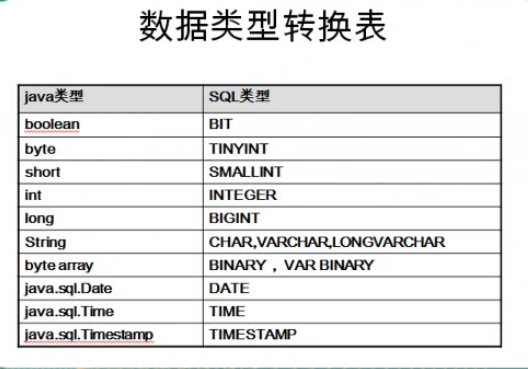 数据类型转换表
java类型 SQL类型
boolean BIT
byte TINYINT
short SMALLINT
int INTEGER
long BIGINT
String CHAR,VARCHAR,LONGVARCHAR
byte array BINARY , VAR BINARY
java.sql.Date DATE
java.sql.Time TIME
java.sql.Timestamp TIMESTAMP